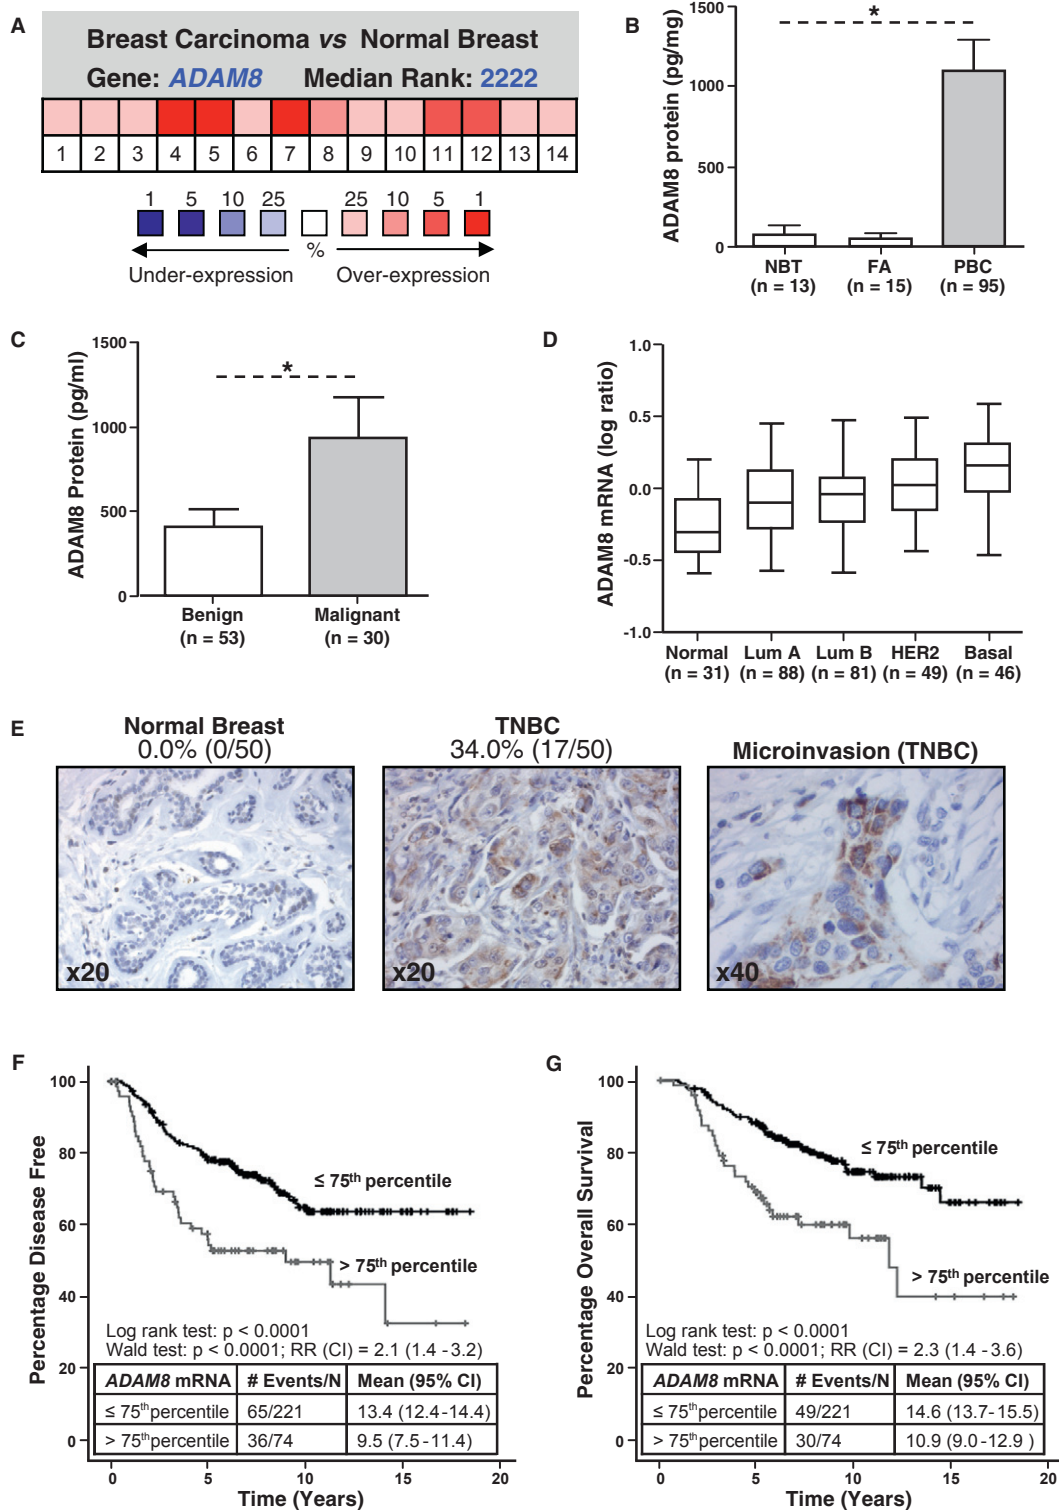 A
Breast Carcinoma vs Normal Breast
Gene: ADAM8 Median Rank: 2222
1 2 3 4 5 6 7 8 9 10 11 12 13 14
1 5 10 25 25 10 5 1
%
Under-expression Over-expression
B
ADAM8 protein (pg/mg)
1500
1000
500
0
*
NBT FA PBC
(n = 13) (n = 15) (n = 95)
C
ADAM8 Protein (pg/ml)
1500
1000
500
0
*
Benign Malignant
(n = 53) (n = 30)
D
ADAM8 mRNA (log ratio)
1.0
0.5
0.0
-0.5
-1.0
Normal Lum A Lum B HER2 Basal
(n = 31) (n = 88) (n = 81) (n = 49) (n = 46)
E
Normal Breast
0.0% (0/50)
x20
TNBC
34.0% (17/50)
x20
Microinvasion (TNBC)
x40
F
Percentage Disease Free
100
80
60
40
20
0
≤ 75th percentile
> 75th percentile
Log rank test: p < 0.0001
Wald test: p < 0.0001; RR (CI) = 2.1 (1.4 - 3.2)
ADAM8 mRNA # Events/N Mean (95% CI)
≤ 75th percentile 65/221 13.4 (12.4-14.4)
> 75th percentile 36/74 9.5 (7.5-11.4)
0 5 10 15 20
Time (Years)
G
Percentage Overall Survival
100
80
60
40
20
0
≤ 75th percentile
> 75th percentile
Log rank test: p < 0.0001
Wald test: p < 0.0001; RR (CI) = 2.3 (1.4 - 3.6)
ADAM8 mRNA # Events/N Mean (95% CI)
≤ 75th percentile 49/221 14.6 (13.7-15.5)
> 75th percentile 30/74 10.9 (9.0-12.9 )
0 5 10 15 20
Time (Years)